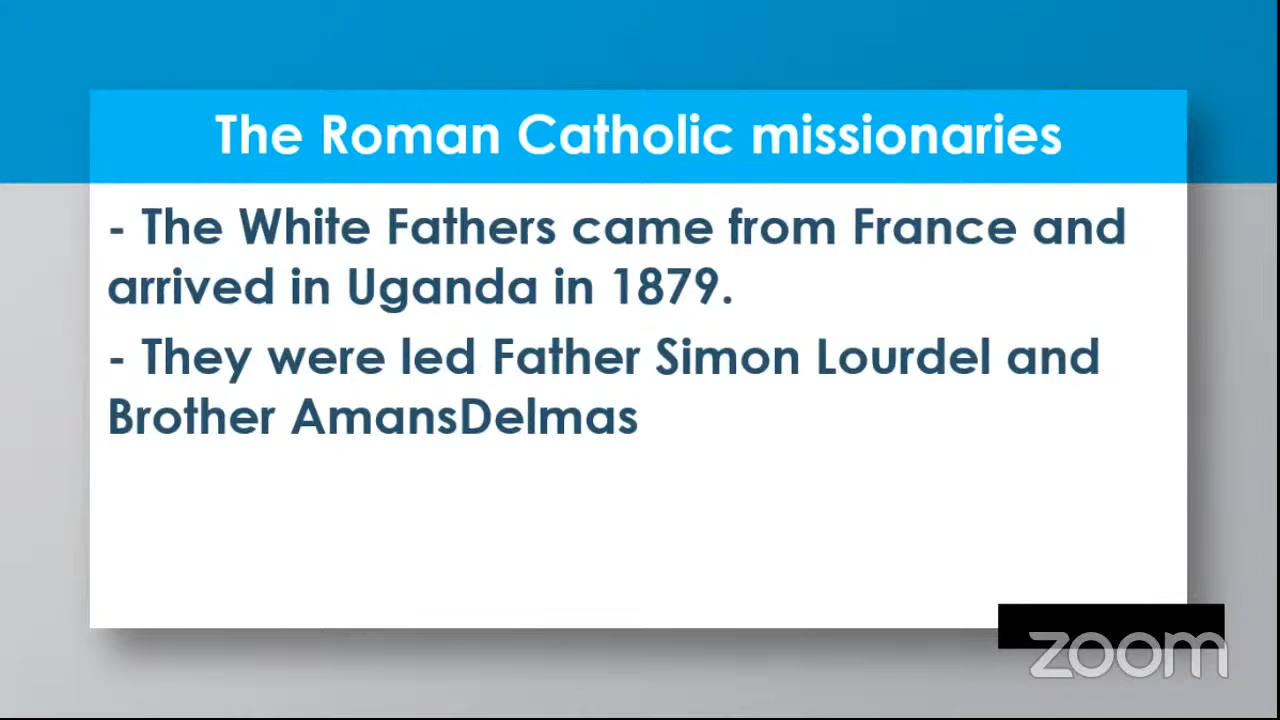 The Roman Catholic missionaries
- The White Fathers came from France and
arrived in Uganda in 1879.
- They were led Father Simon Lourdel and
Brother AmansDelmas
zoom